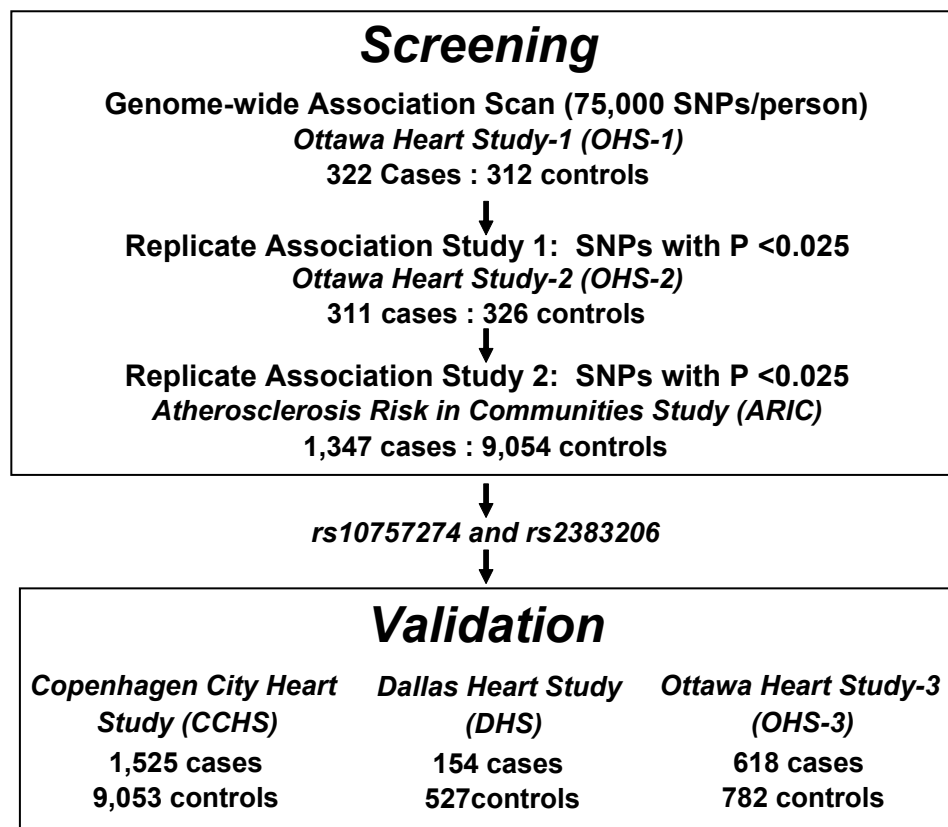 Screening
Genome-wide Association Scan (75,000 SNPs/person)
Ottawa Heart Study-1 (OHS-1)
322 Cases : 312 controls
Replicate Association Study 1:  SNPs with P <0.025
Ottawa Heart Study-2 (OHS-2)
311 cases : 326 controls
Replicate Association Study 2:  SNPs with P <0.025
Atherosclerosis Risk in Communities Study (ARIC)
1,347 cases : 9,054 controls
rs10757274 and rs2383206
Validation
Copenhagen City Heart
Study (CCHS)
1,525 cases
9,053 controls
Dallas Heart Study
(DHS)
154 cases
527controls
Ottawa Heart Study-3
(OHS-3)
618 cases
782 controls